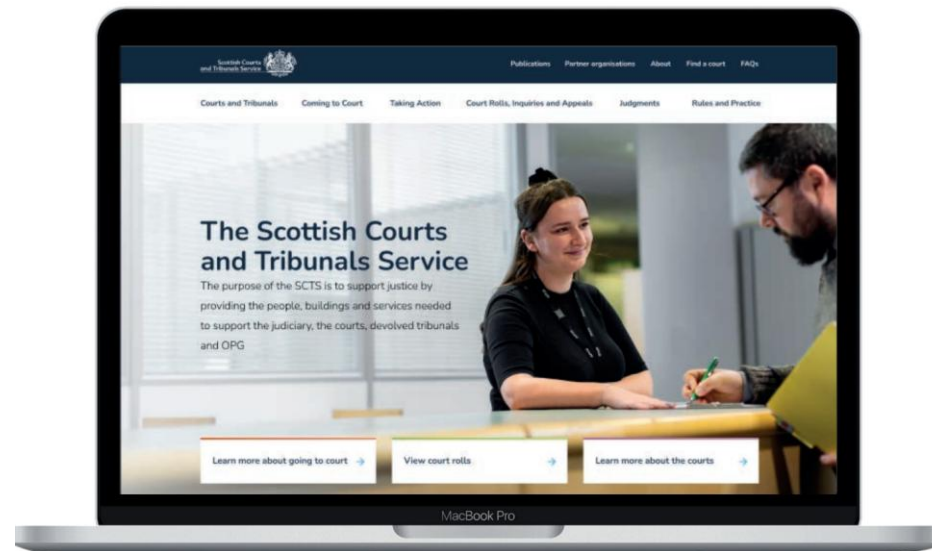 Scottish Courts
and Tribunals Service
Publications Partner organisations About Find a court FAQs
Courts and Tribunals Coming to Court Taking Action Court Rolls, Inquiries and Appeals Judgments Rules and Practice
The Scottish Courts
and Tribunals Service
The purpose of the SCTS is to support justice by
providing the people, buildings and services needed
to support the judiciary, the courts, devolved tribunals
and OPG
Learn more about going to court → View court rolls → Learn more about the courts →
MacBook Pro